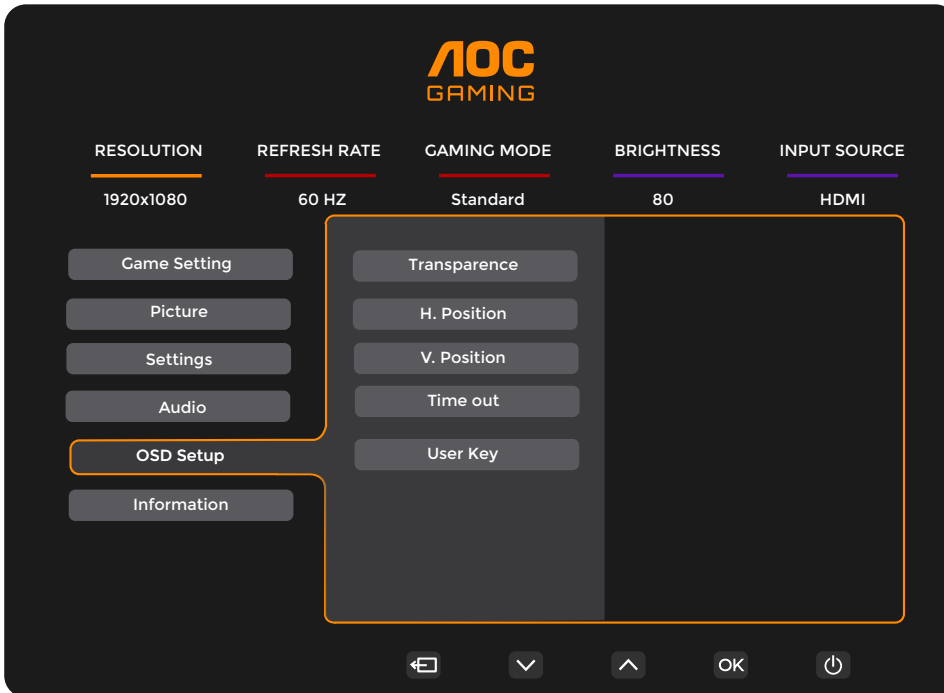 AOC
GAMING
RESOLUTION REFRESH RATE GAMING MODE BRIGHTNESS INPUT SOURCE
1920x1080 60 HZ Standard 80 HDMI
Game Setting
Picture
Settings
Audio
OSD Setup
Information
Transparence
H. Position
V. Position
Time out
User Key
OK